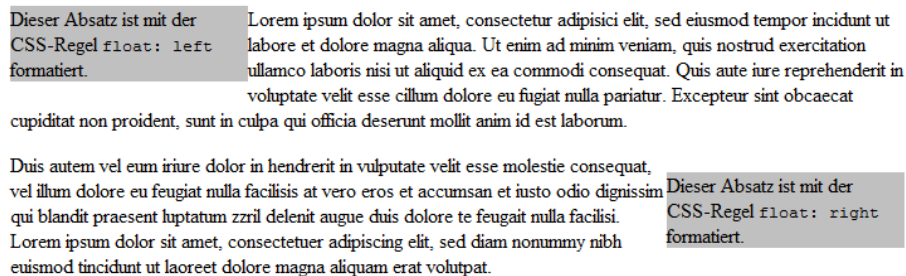 Dieser Absatz ist mit der
CSS-Regel float: left
formatiert.
Lorem ipsum dolor sit amet, consectetur adipisici elit, sed eiusmod tempor incidunt ut
labore et dolore magna aliqua. Ut enim ad minim veniam, quis nostrud exercitation
ullamco laboris nisi ut aliquid ex ea commodi consequat. Quis aute iure reprehenderit in
voluptate velit esse cillum dolore eu fugiat nulla pariatur. Excepteur sint obcaecat
cupiditat non proident, sunt in culpa qui officia deserunt mollit anim id est laborum.
Duis autem vel eum iriure dolor in hendrerit in vulputate velit esse molestie consequat,
vel illum dolore eu feugiat nulla facilisis at vero eros et accumsan et iusto odio dignissim
qui blandit praesent luptatum zzril delenit augue duis dolore te feugait nulla facilisi.
Lorem ipsum dolor sit amet, consectetuer adipiscing elit, sed diam nonummy nibh
euismod tincidunt ut laoreet dolore magna aliquam erat volutpat.
Dieser Absatz ist mit der
CSS-Regel float: right
formatiert.